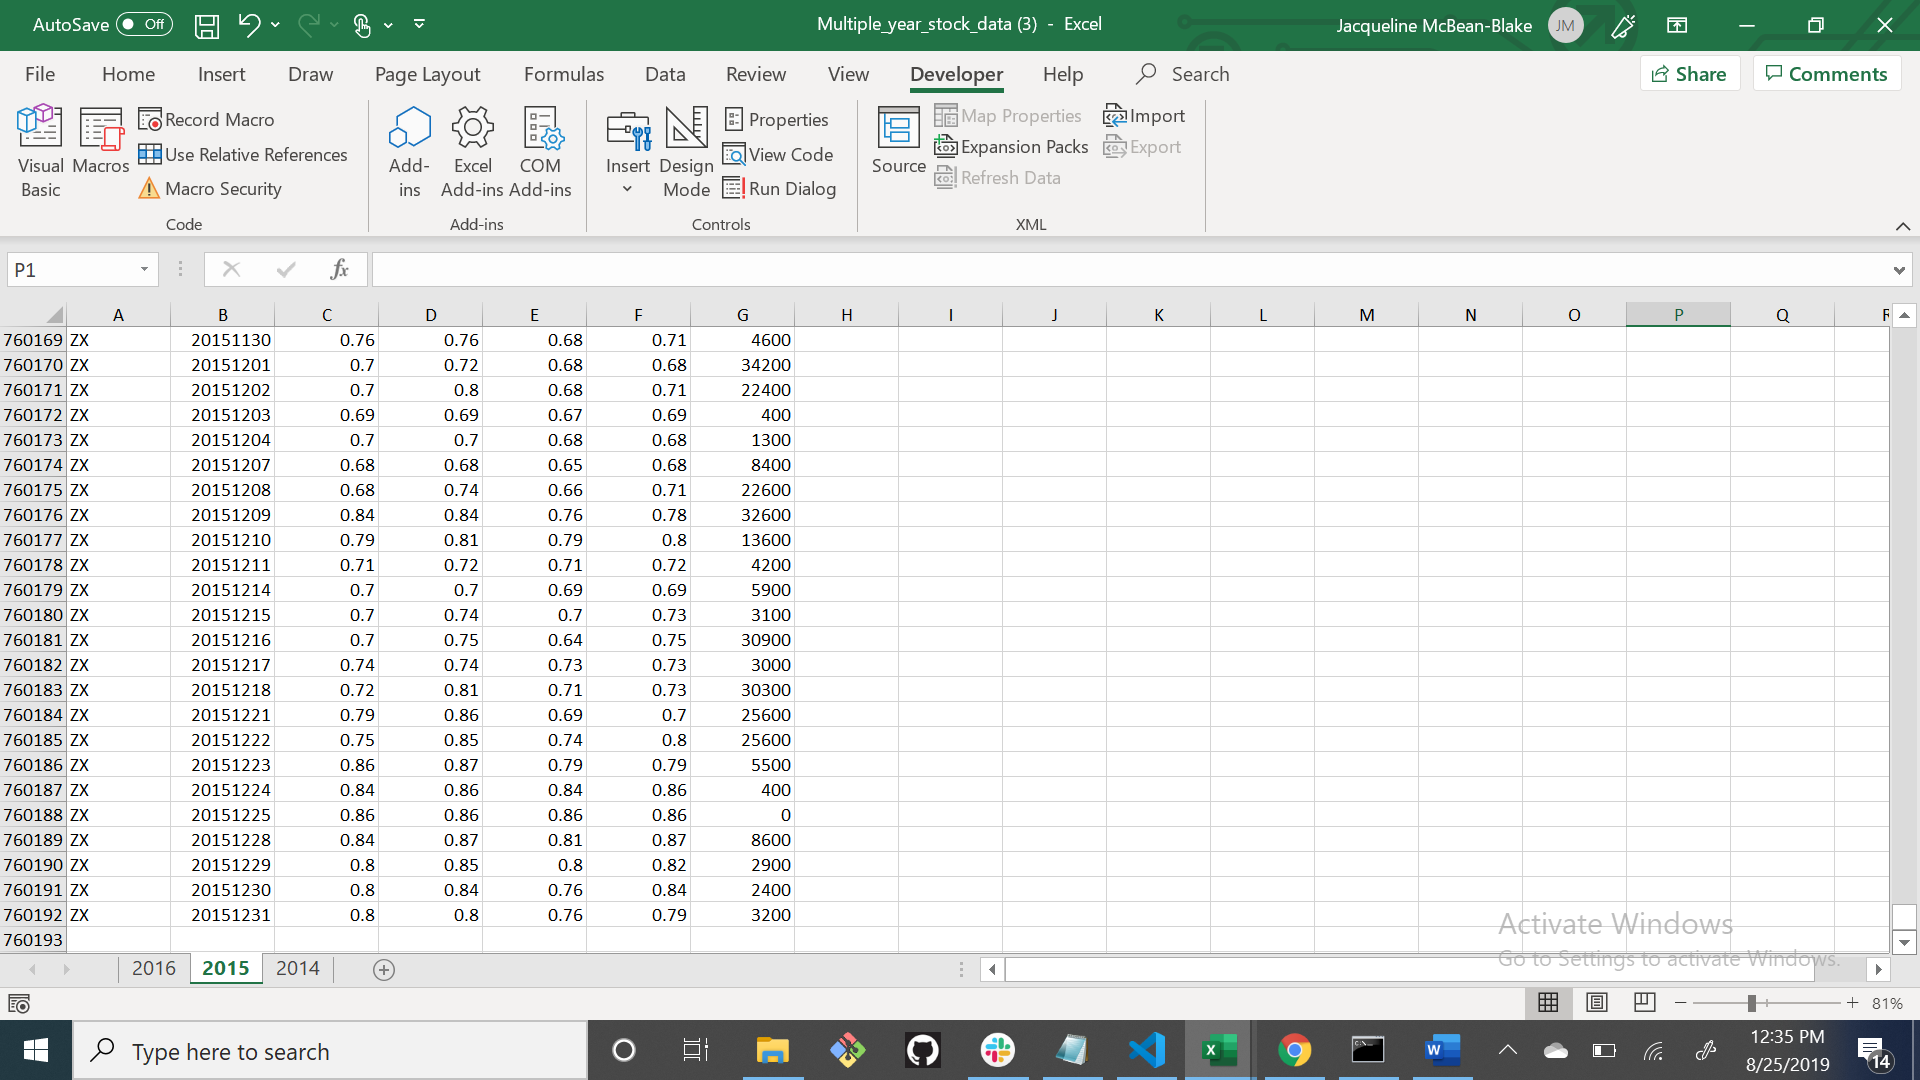 AutoSave Off
Multiple_year_stock_data (3) - Excel
Jacqueline McBean-Blake JM
File Home Insert Draw Page Layout Formulas Data Review View Developer Help Search Share Comments
Visual Basic
Macros
Record Macro
Use Relative References
Macro Security
Code
Add-ins
Excel Add-ins
COM Add-ins
Add-ins
Insert
Design Mode
Properties
View Code
Run Dialog
Controls
Source
Map Properties
Expansion Packs
Refresh Data
Import
Export
XML
P1 fx
A B C D E F G H I J K L M N O P Q R
760169 ZX 20151130 0.76 0.76 0.68 0.71 4600
760170 ZX 20151201 0.7 0.72 0.68 0.68 34200
760171 ZX 20151202 0.7 0.8 0.68 0.71 22400
760172 ZX 20151203 0.69 0.69 0.67 0.69 400
760173 ZX 20151204 0.7 0.7 0.68 0.68 1300
760174 ZX 20151207 0.68 0.68 0.65 0.68 8400
760175 ZX 20151208 0.68 0.74 0.66 0.71 22600
760176 ZX 20151209 0.84 0.84 0.76 0.78 32600
760177 ZX 20151210 0.79 0.81 0.79 0.8 13600
760178 ZX 20151211 0.71 0.72 0.71 0.72 4200
760179 ZX 20151214 0.7 0.7 0.69 0.69 5900
760180 ZX 20151215 0.7 0.74 0.7 0.73 3100
760181 ZX 20151216 0.7 0.75 0.64 0.75 30900
760182 ZX 20151217 0.74 0.74 0.73 0.73 3000
760183 ZX 20151218 0.72 0.81 0.71 0.73 30300
760184 ZX 20151221 0.79 0.86 0.69 0.7 25600
760185 ZX 20151222 0.75 0.85 0.74 0.8 25600
760186 ZX 20151223 0.86 0.87 0.79 0.79 5500
760187 ZX 20151224 0.84 0.86 0.84 0.86 400
760188 ZX 20151225 0.86 0.86 0.86 0.86 0
760189 ZX 20151228 0.84 0.87 0.81 0.87 8600
760190 ZX 20151229 0.8 0.85 0.8 0.82 2900
760191 ZX 20151230 0.8 0.84 0.76 0.84 2400
760192 ZX 20151231 0.8 0.8 0.76 0.79 3200
760193
Activate Windows
Go to Settings to activate Windows.
2016 2015 2014
81%
Type here to search
12:35 PM
8/25/2019
14